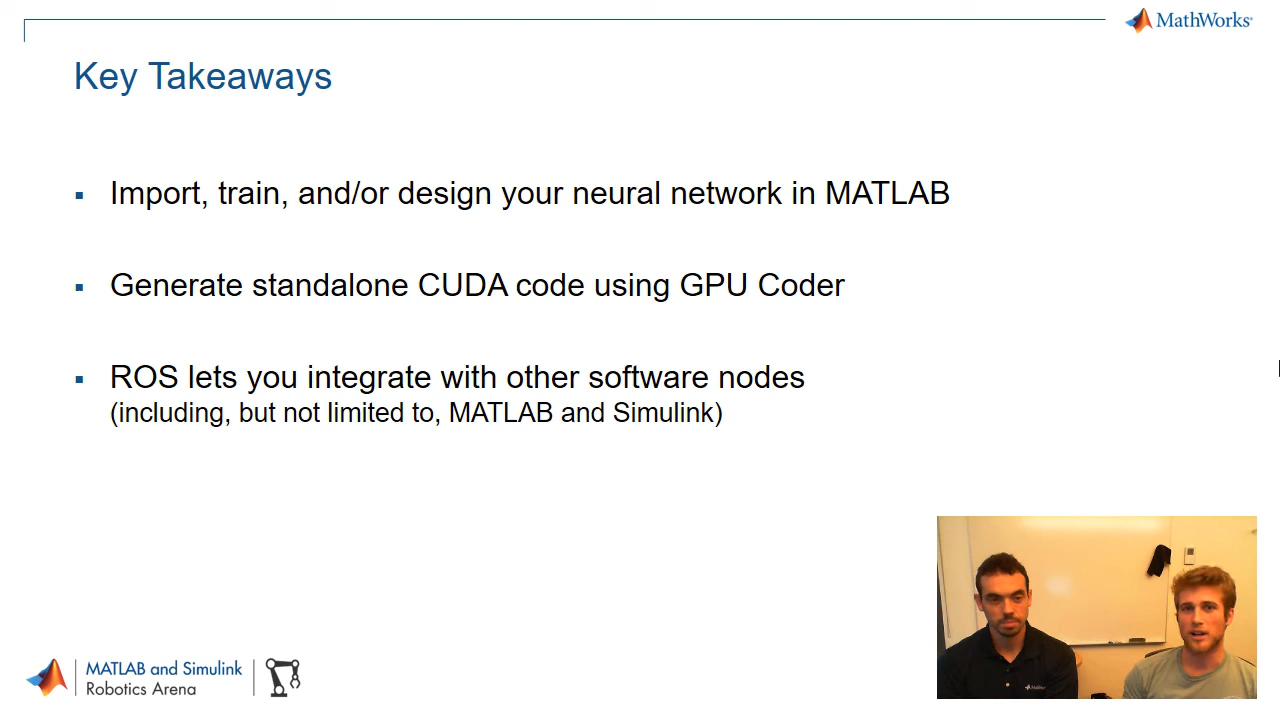 MathWorks
Key Takeaways
Import, train, and/or design your neural network in MATLAB
Generate standalone CUDA code using GPU Coder
ROS lets you integrate with other software nodes
(including, but not limited to, MATLAB and Simulink)
MATLAB and Simulink
Robotics Arena